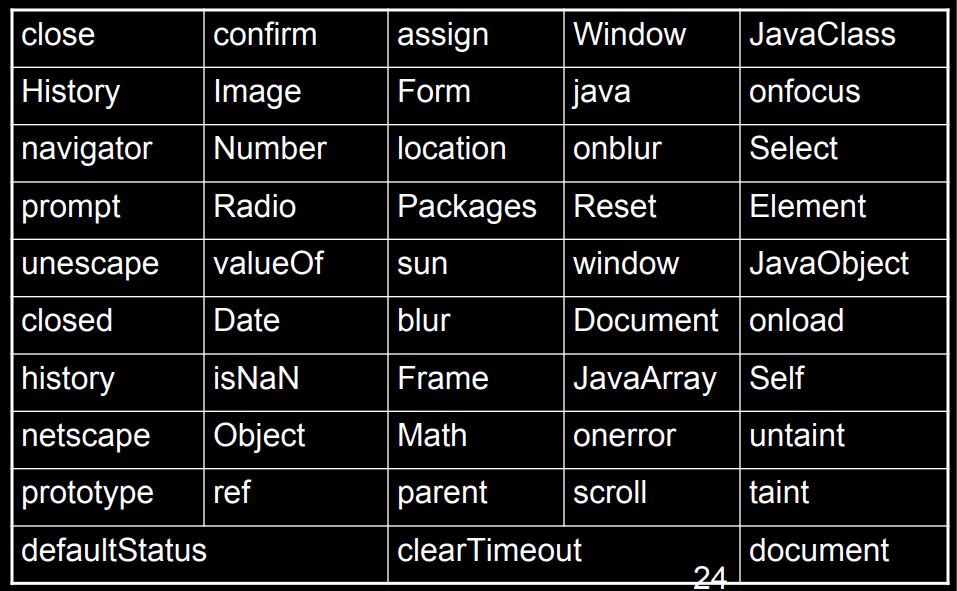 close confirm assign Window JavaClass
History Image Form java onfocus
navigator Number location onblur Select
prompt Radio Packages Reset Element
unescape valueOf sun window JavaObject
closed Date blur Document onload
history isNaN Frame JavaArray Self
netscape Object Math onerror untaint
prototype ref parent scroll taint
defaultStatus clearTimeout document
24